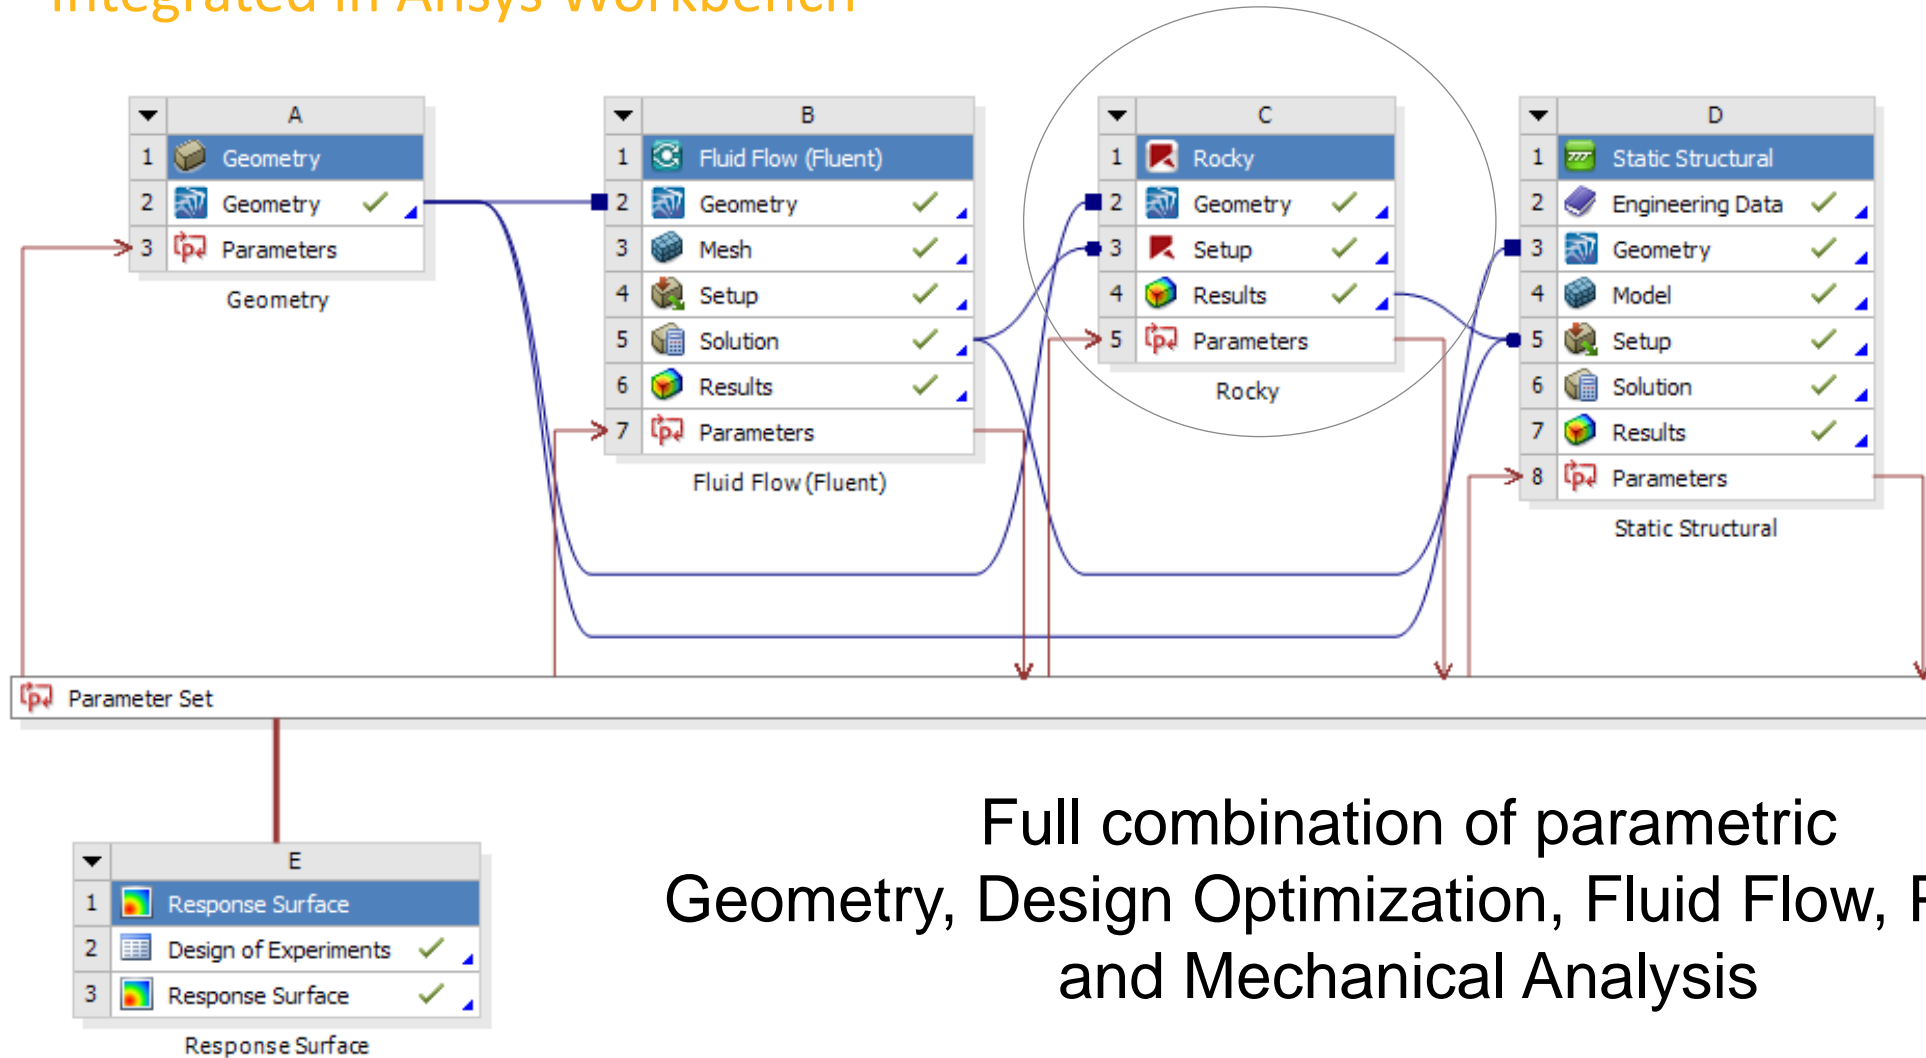 Integrated in Ansys Workbench
A
1 Geometry
2 Geometry
3 Parameters
Geometry
B
1 Fluid Flow (Fluent)
2 Geometry
3 Mesh
4 Setup
5 Solution
6 Results
7 Parameters
Fluid Flow (Fluent)
C
1 Rocky
2 Geometry
3 Setup
4 Results
5 Parameters
Rocky
D
1 Static Structural
2 Engineering Data
3 Geometry
4 Model
5 Setup
6 Solution
7 Results
8 Parameters
Static Structural
Parameter Set
E
1 Response Surface
2 Design of Experiments
3 Response Surface
Response Surface
Full combination of parametric
Geometry, Design Optimization, Fluid Flow,
and Mechanical Analysis